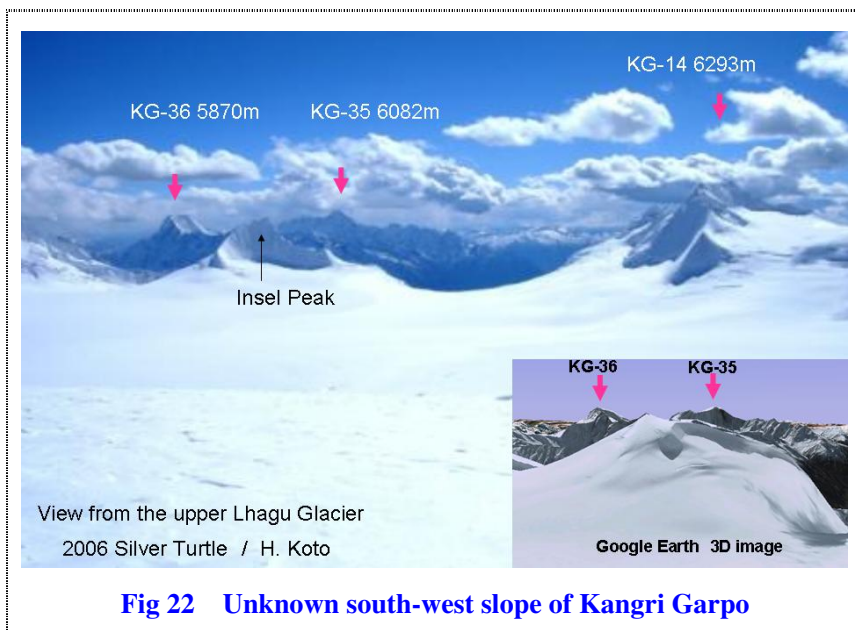 KG-14 6293m
KG-36 5870m KG-35 6082m
Insel Peak
KG-36 KG-35
View from the upper Lhagu Glacier
2006 Silver Turtle / H. Koto
Google Earth 3D image
Fig 22 Unknown south-west slope of Kangri Garpo